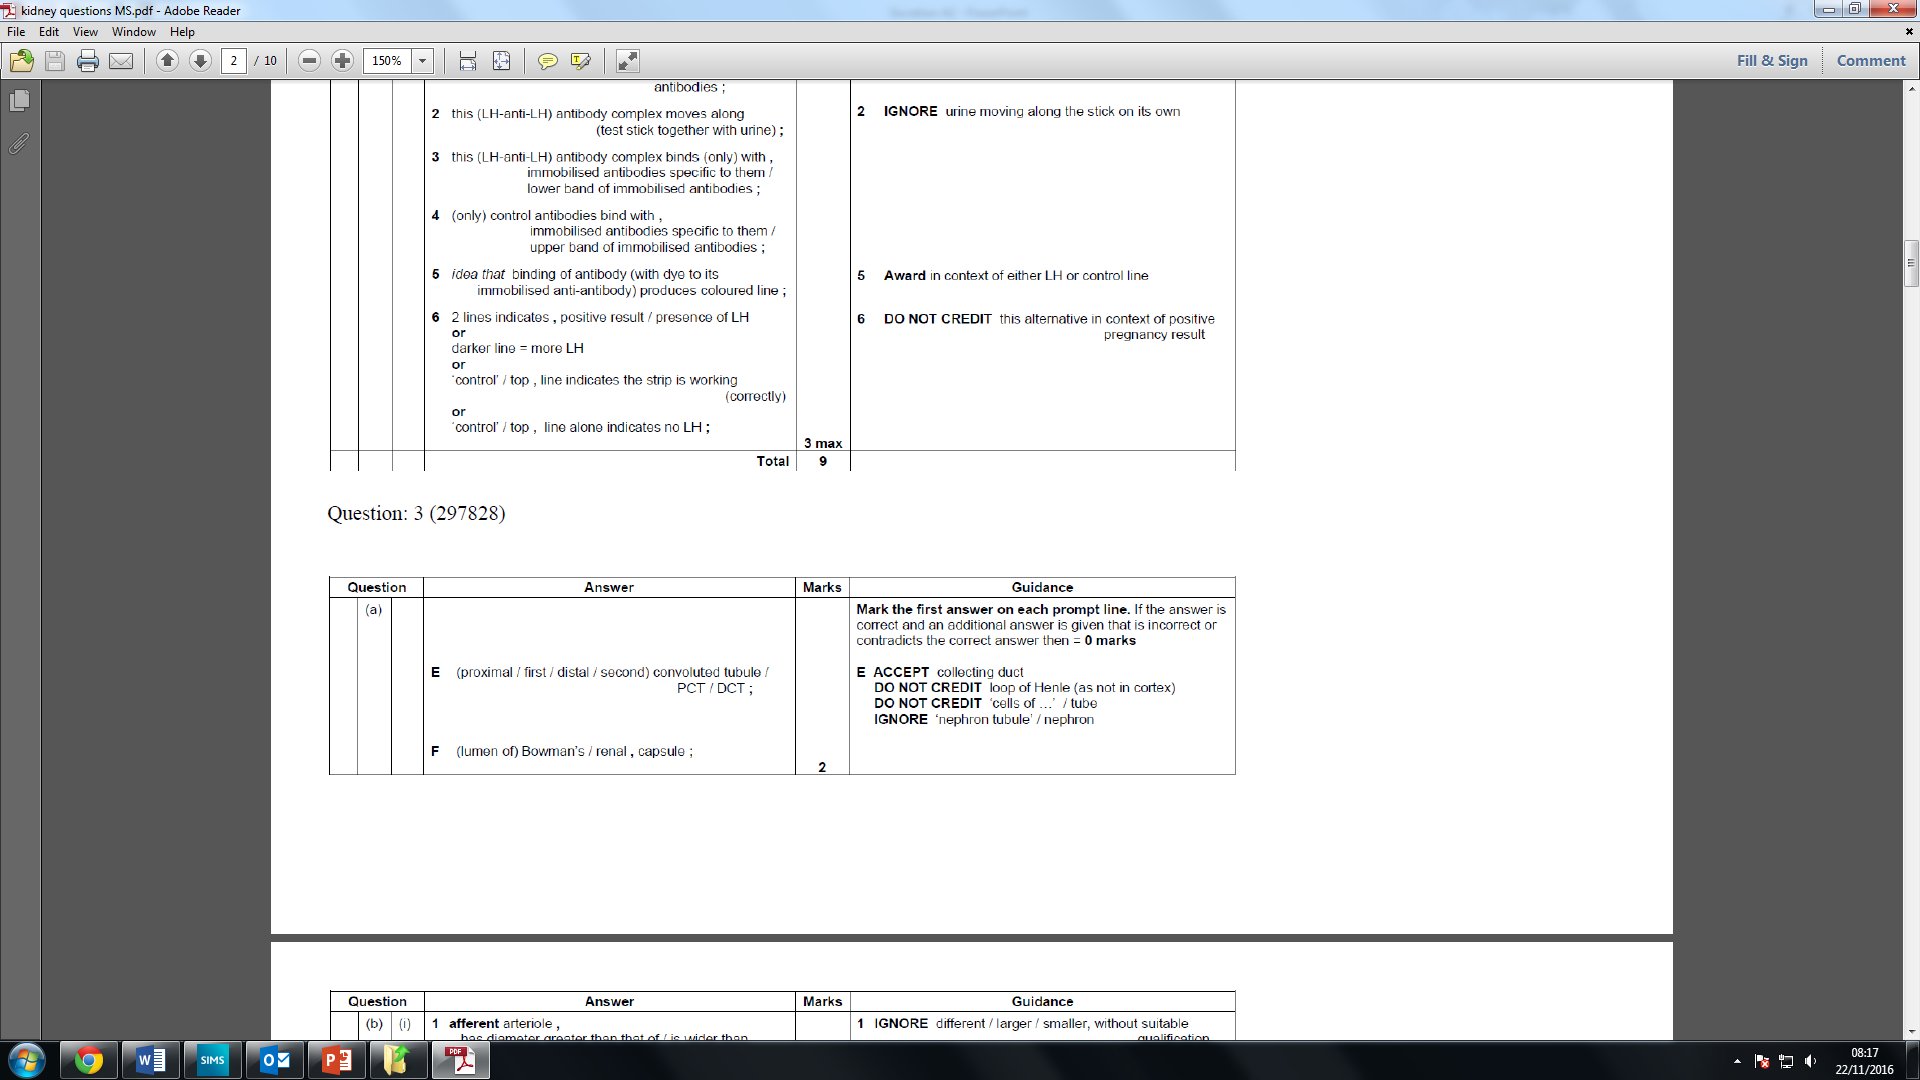 kidney questions MS.pdf - Adobe Reader
File Edit View Window Help
2 / 10 150% Fill & Sign Comment
antibodies ;
2 this (LH-anti-LH) antibody complex moves along
(test stick together with urine) ;
2 IGNORE urine moving along the stick on its own
3 this (LH-anti-LH) antibody complex binds (only) with ,
immobilised antibodies specific to them /
lower band of immobilised antibodies ;
4 (only) control antibodies bind with ,
immobilised antibodies specific to them /
upper band of immobilised antibodies ;
5 idea that binding of antibody (with dye to its
immobilised anti-antibody) produces coloured line ;
5 Award in context of either LH or control line
6 2 lines indicates , positive result / presence of LH
or
darker line = more LH
or
'control' / top , line indicates the strip is working
(correctly)
or
'control' / top , line alone indicates no LH ;
6 DO NOT CREDIT this alternative in context of positive
pregnancy result
3 max
Total 9
Question: 3 (297828)
Question Answer Marks Guidance
(a)
Mark the first answer on each prompt line. If the answer is
correct and an additional answer is given that is incorrect or
contradicts the correct answer then = 0 marks
E (proximal / first / distal / second) convoluted tubule /
PCT / DCT ;
E ACCEPT collecting duct
DO NOT CREDIT loop of Henle (as not in cortex)
DO NOT CREDIT 'cells of ...' / tube
IGNORE 'nephron tubule' / nephron
F (lumen of) Bowman's / renal , capsule ;
2
Question Answer Marks Guidance
(b) (i) 1 afferent arteriole ,
has diameter greater than that of / is wider than
1 IGNORE different / larger / smaller, without suitable
qualification
W SIMS O P PDF
08:17
22/11/2016